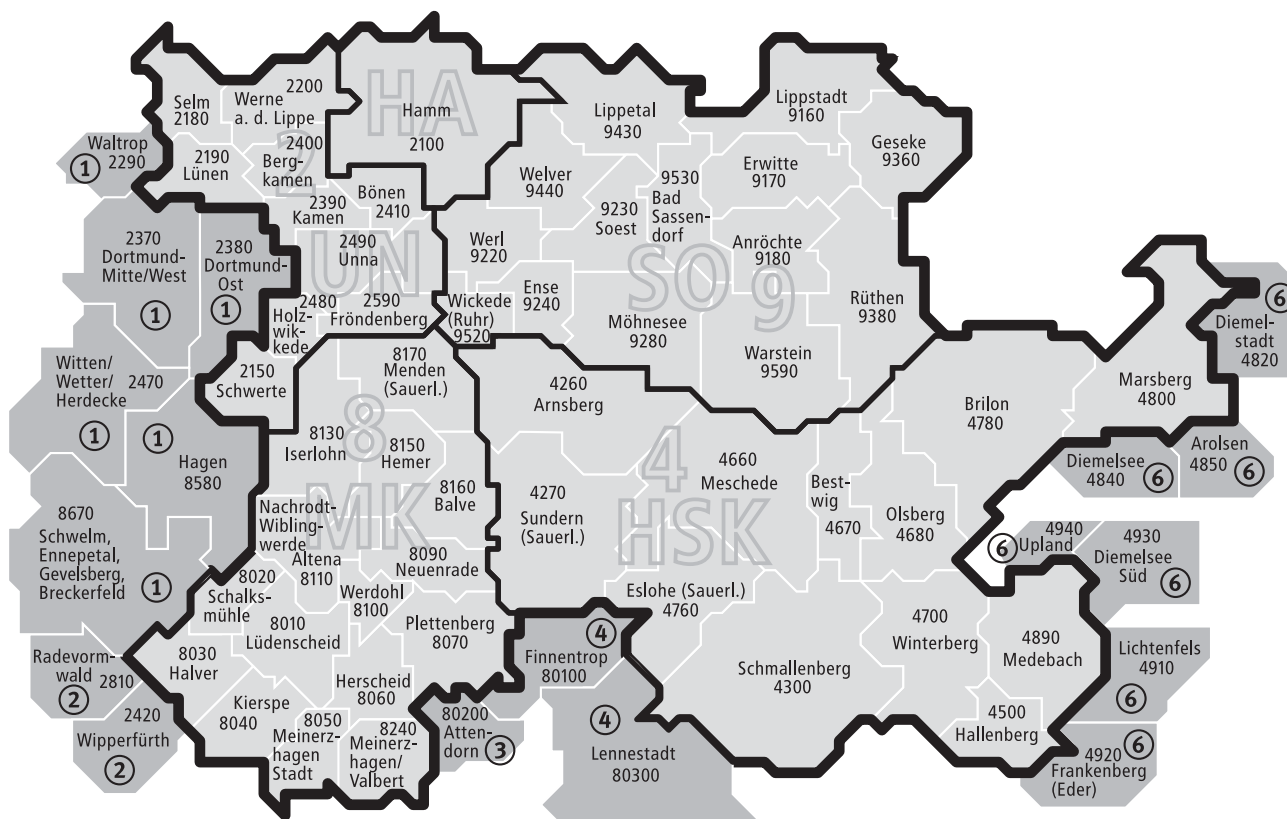 HA
2
UN
SO 9
8
MK
4
HSK
Selm
2180
2200
Werne
a. d. Lippe
Hamm
2100
Waltrop
2290
①
2190
Lünen
2400
Berg-
kamen
Bönen
2410
2390
Kamen
2490
Unna
2370
Dortmund-
Mitte/West
①
2380
Dortmund-
Ost
①
2480
Holz-
wik-
kede
2590
Fröndenberg
2150
Schwerte
Witten/
Wetter/
Herdecke
2470
①
①
Hagen
8580
8670
Schwelm,
Ennepetal,
Gevelsberg,
Breckerfeld
①
Radevorm-
wald
2810
②
2420
Wipperfürth
②
Lippetal
9430
Lippstadt
9160
Geseke
9360
Welver
9440
9230
Soest
9530
Bad
Sassen-
dorf
Erwitte
9170
Anröchte
9180
Werl
9220
Ense
9240
Wickede
(Ruhr)
9520
Möhnesee
9280
Rüthen
9380
Warstein
9590
8170
Menden
(Sauerl.)
8130
Iserlohn
8150
Hemer
8160
Balve
Nachrodt-
Wibling-
werde
Altena
8110
8090
Neuenrade
8020
Schalks-
mühle
Werdohl
8100
8010
Lüdenscheid
Plettenberg
8070
8030
Halver
Herscheid
8060
Kierspe
8040
8050
Meinerz-
hagen
Stadt
8240
Meinerz-
hagen/
Valbert
80200
Atten-
dorn
③
④
Finnentrop
80100
④
Lennestadt
80300
4260
Arnsberg
4270
Sundern
(Sauerl.)
4660
Meschede
Best-
wig
4670
Brilon
4780
Olsberg
4680
Marsberg
4800
Eslohe (Sauerl.)
4760
Schmallenberg
4300
4700
Winterberg
4890
Medebach
4500
Hallenberg
⑥
Diemel-
stadt
4820
Diemelsee
4840
⑥
Arolsen
4850
⑥
4940
⑥
Upland
4930
Diemelsee
Süd
⑥
Lichtenfels
4910
⑥
4920
⑥
Frankenberg
(Eder)